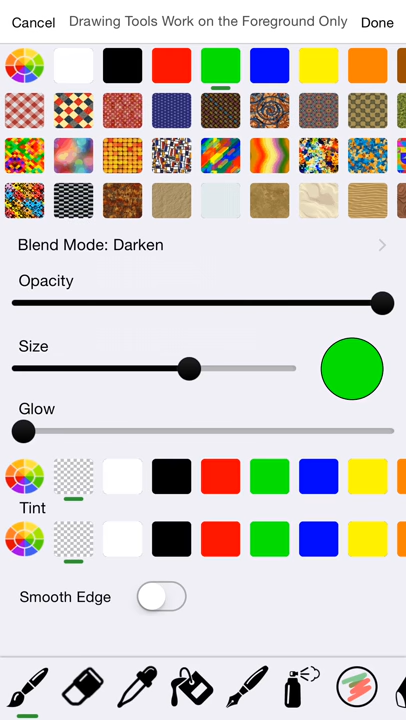 Cancel Drawing Tools Work on the Foreground Only Done
Blend Mode: Darken
Opacity
Size
Glow
Tint
Smooth Edge